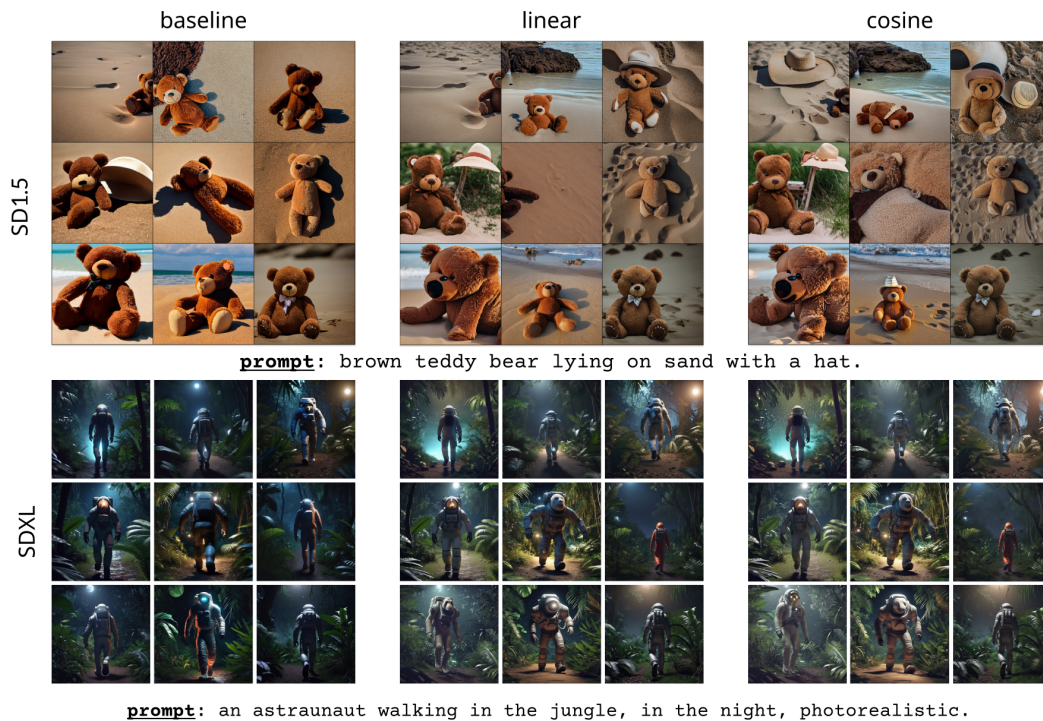 baseline linear cosine
SD1.5
prompt: brown teddy bear lying on sand with a hat.
SDXL
prompt: an astraunaut walking in the jungle, in the night, photorealistic.